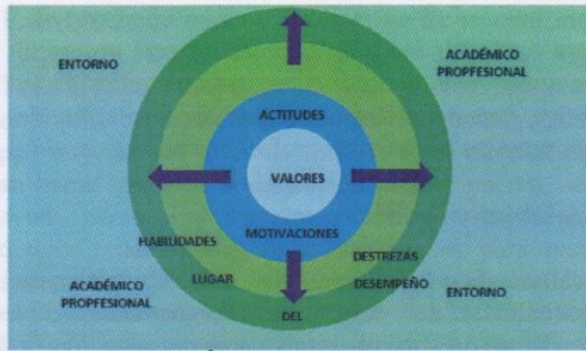 ENTORNO
ACADÉMICO
PROPFESIONAL
ACTITUDES
VALORES
MOTIVACIONES
HABILIDADES
DESTREZAS
LUGAR
DESEMPEÑO
DEL
ACADÉMICO
PROPFESIONAL
ENTORNO